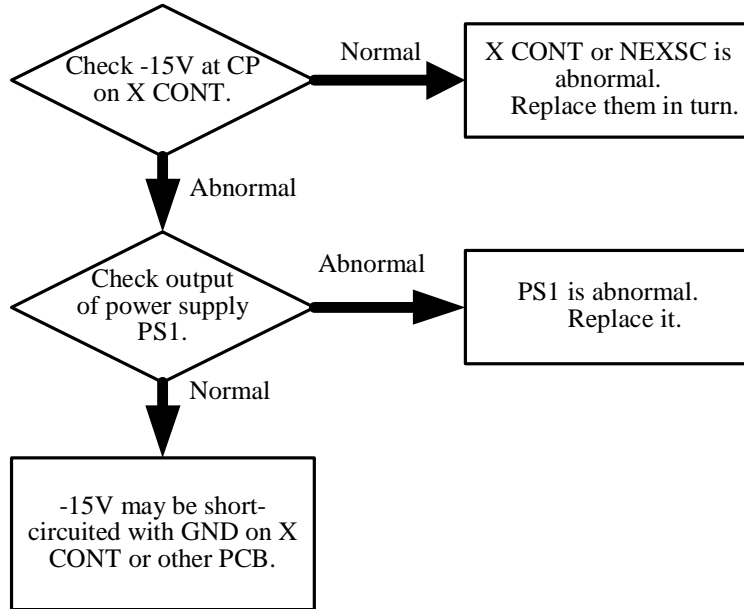 Check -15V at CP
on X CONT.
Normal
X CONT or NEXSC is
abnormal.
Replace them in turn.
Abnormal
Check output
of power supply
PS1.
Abnormal
PS1 is abnormal.
Replace it.
Normal
-15V may be short-
circuited with GND on X
CONT or other PCB.